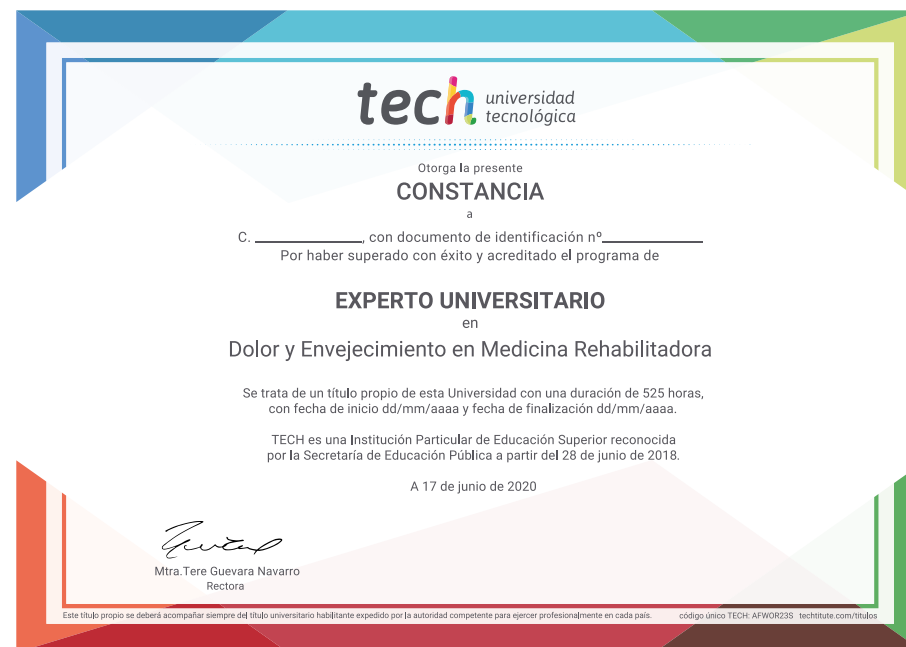 tech universidad
tecnológica
Otorga la presente
CONSTANCIA
a
C. ______________, con documento de identificación nº_____________
Por haber superado con éxito y acreditado el programa de
EXPERTO UNIVERSITARIO
en
Dolor y Envejecimiento en Medicina Rehabilitadora
Se trata de un título propio de esta Universidad con una duración de 525 horas,
con fecha de inicio dd/mm/aaaa y fecha de finalización dd/mm/aaaa.
TECH es una Institución Particular de Educación Superior reconocida
por la Secretaría de Educación Pública a partir del 28 de junio de 2018.
A 17 de junio de 2020
Mtra.Tere Guevara Navarro
Rectora
Este título propio se deberá acompañar siempre del título universitario habilitante expedido por la autoridad competente para ejercer profesionalmente en cada país. código único TECH: AFWOR23S techtitute.com/titulos